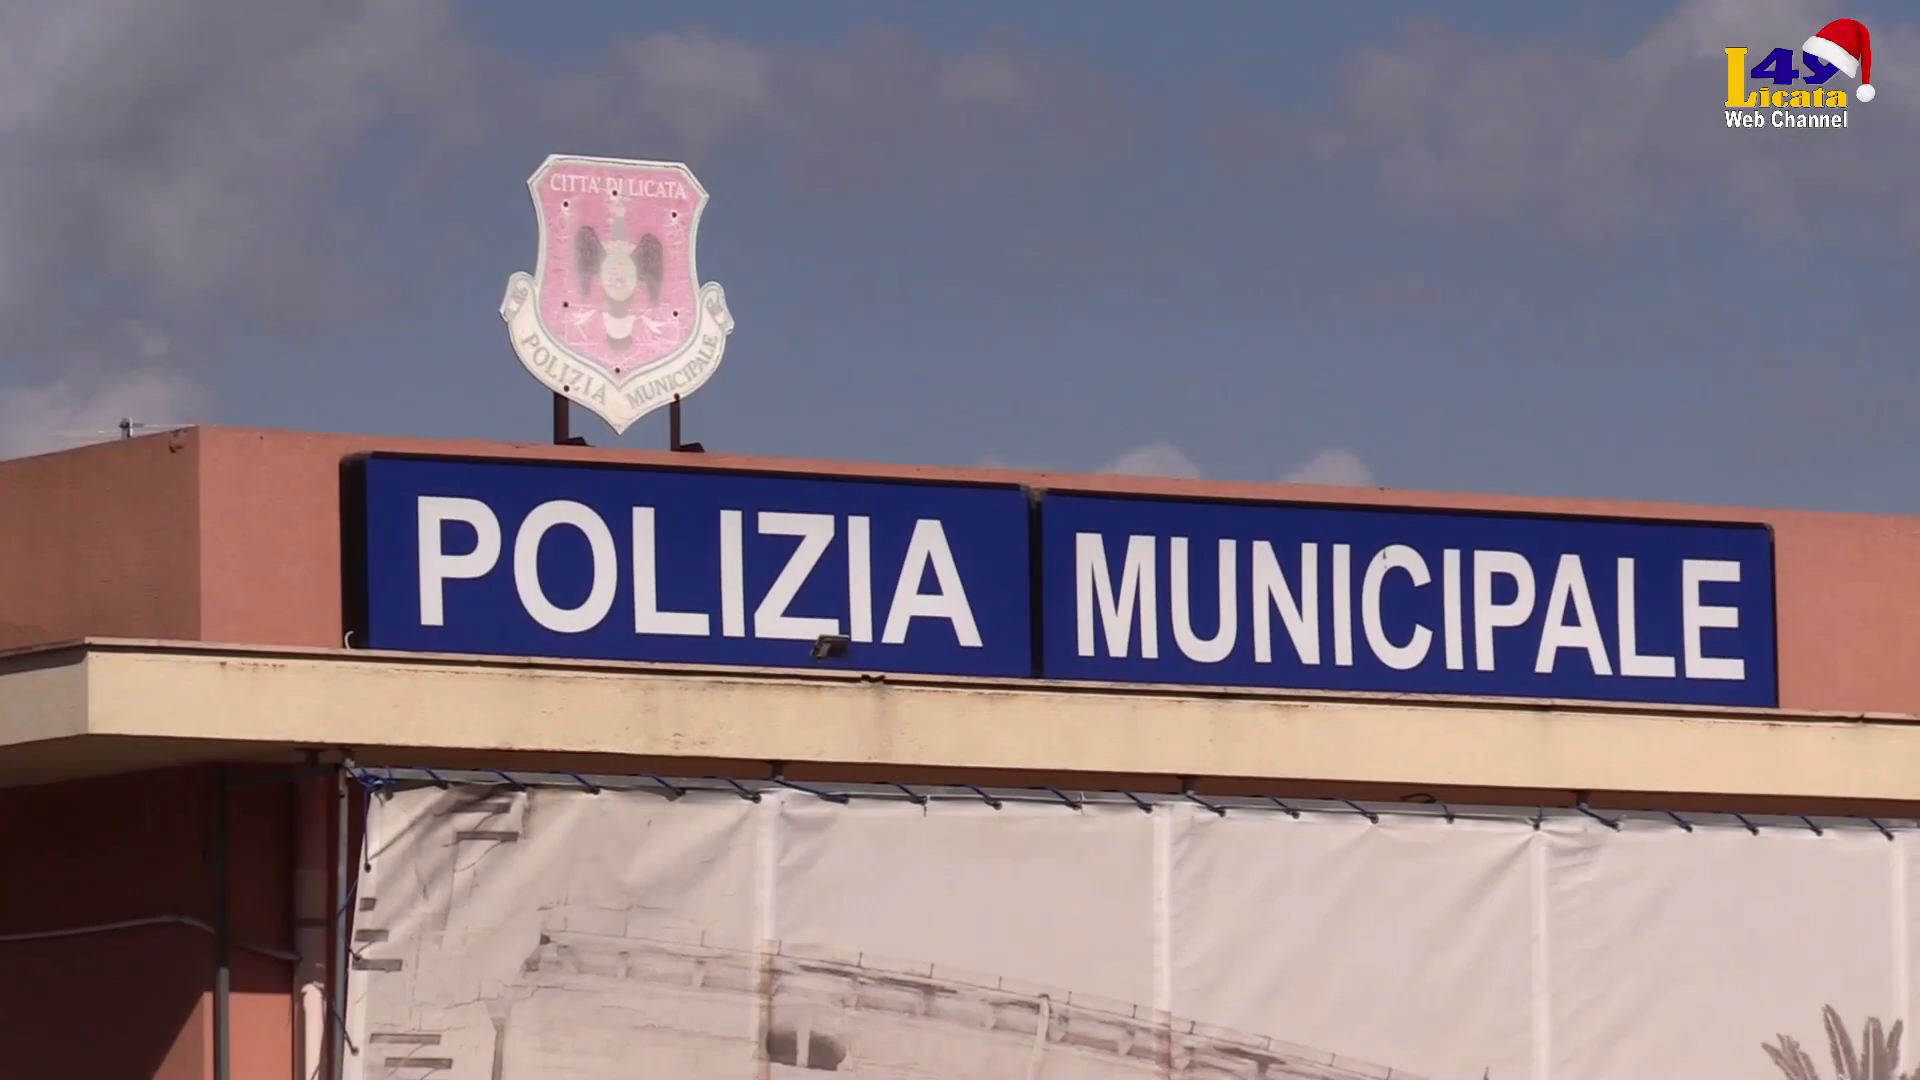 L49
Licata
Web Channel
CITTA' DI LICATA
POLIZIA MUNICIPALE
POLIZIA MUNICIPALE